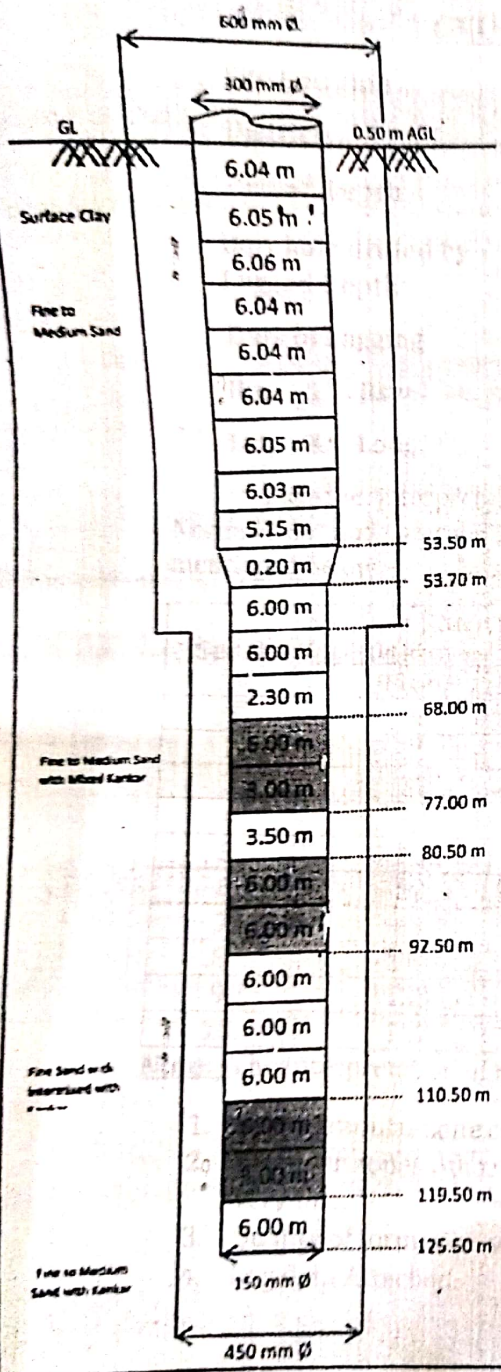 600 mm Ø
300 mm Ø
GL
0.50 m AGL
6.04 m
Surface Clay
6.05 m
6.06 m
Fine to
Medium Sand
6.04 m
6.04 m
6.04 m
6.05 m
6.03 m
5.15 m
53.50 m
0.20 m
53.70 m
6.00 m
6.00 m
2.30 m
68.00 m
Fine to Medium Sand
with Mixed Kankar
6.00 m
3.00 m
77.00 m
3.50 m
80.50 m
6.00 m
6.00 m
92.50 m
6.00 m
6.00 m
Fine Sand with
Intermixed with
6.00 m
110.50 m
119.50 m
6.00 m
125.50 m
Fine to Medium
Sand with Kankar
150 mm Ø
450 mm Ø